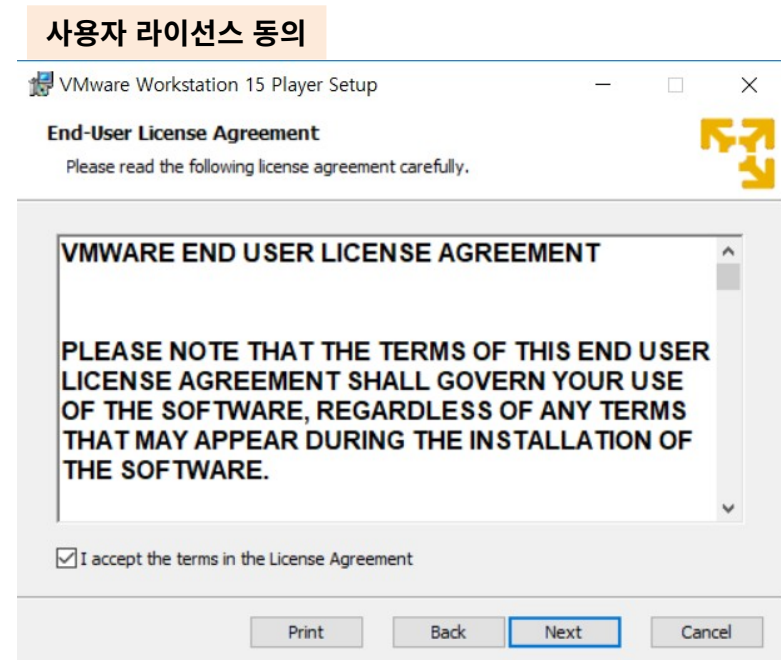 사용자 라이선스 동의
VMware Workstation 15 Player Setup
End-User License Agreement
Please read the following license agreement carefully.
VMWARE END USER LICENSE AGREEMENT
PLEASE NOTE THAT THE TERMS OF THIS END USER
LICENSE AGREEMENT SHALL GOVERN YOUR USE
OF THE SOFTWARE, REGARDLESS OF ANY TERMS
THAT MAY APPEAR DURING THE INSTALLATION OF
THE SOFTWARE.
I accept the terms in the License Agreement
Print Back Next Cancel